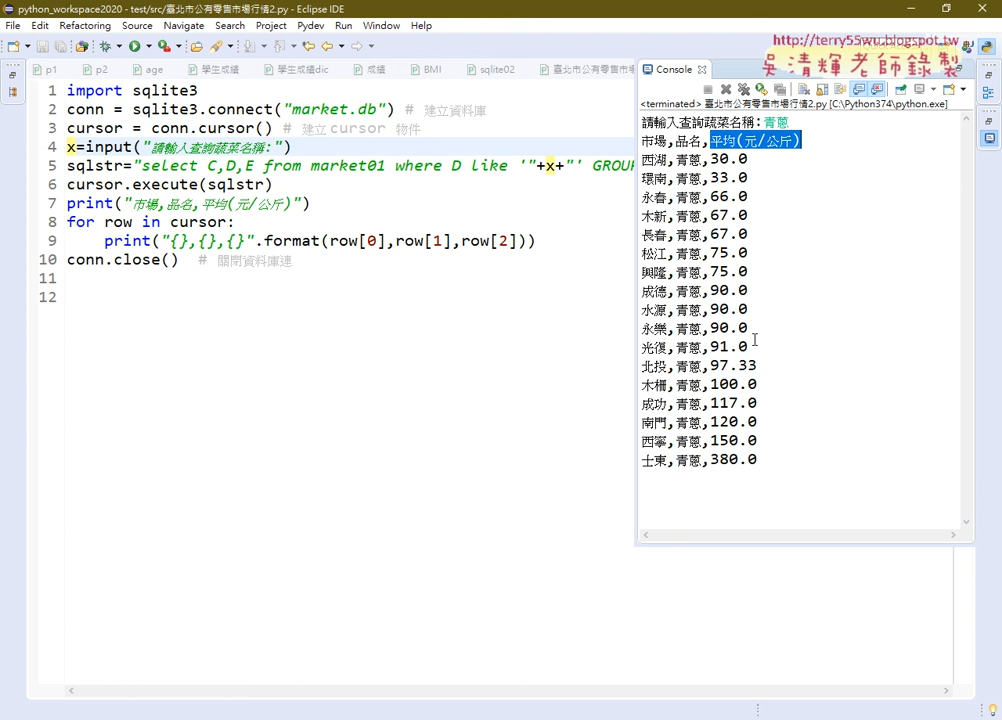 python_workspace2020 - test/src/臺北市公有零售市場行情2.py - Eclipse IDE
File Edit Refactoring Source Navigate Search Project Pydev Run Window Help
http://terry55wu.blogspot.tw
吳清輝老師錄製
p1 p2 age 學生成績 學生成績dic 成績 BMI sqlite02 臺北市公有零售市
Console
<terminated> 臺北市公有零售市場行情2.py [C:\Python374\python.exe]
1 import sqlite3
2 conn = sqlite3.connect("market.db") # 建立資料庫
3 cursor = conn.cursor() # 建立 cursor 物件
4 x=input("請輸入查詢蔬菜名稱:")
5 sqlstr="select C,D,E from market01 where D like '"+x+"' GROUP
6 cursor.execute(sqlstr)
7 print("市場,品名,平均(元/公斤)")
8 for row in cursor:
9 print("{},{},{}".format(row[0],row[1],row[2]))
10 conn.close() # 關閉資料庫連
11
12
請輸入查詢蔬菜名稱:青蔥
市場,品名,平均(元/公斤)
西湖,青蔥,30.0
環南,青蔥,33.0
永春,青蔥,66.0
木新,青蔥,67.0
長春,青蔥,67.0
松江,青蔥,75.0
興隆,青蔥,75.0
成德,青蔥,90.0
水源,青蔥,90.0
永樂,青蔥,90.0
光復,青蔥,91.0
北投,青蔥,97.33
木柵,青蔥,100.0
成功,青蔥,117.0
南門,青蔥,120.0
西寧,青蔥,150.0
士東,青蔥,380.0